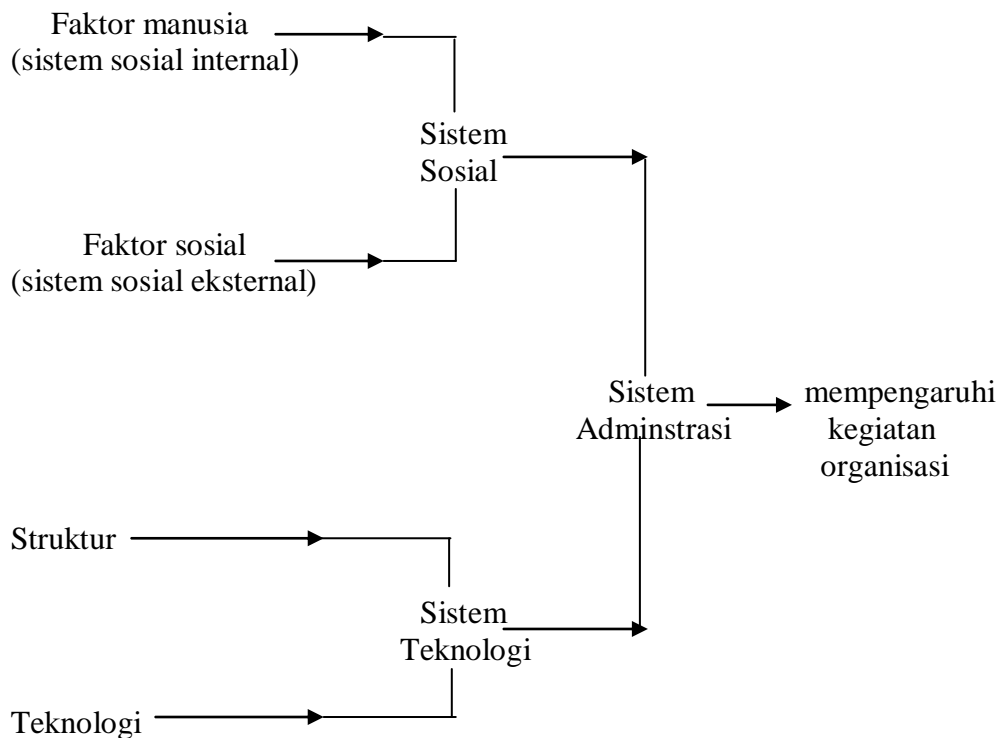 Faktor manusia
(sistem sosial internal)
Sistem
Sosial
Faktor sosial
(sistem sosial eksternal)
Sistem
Adminstrasi
mempengaruhi
kegiatan
organisasi
Struktur
Sistem
Teknologi
Teknologi